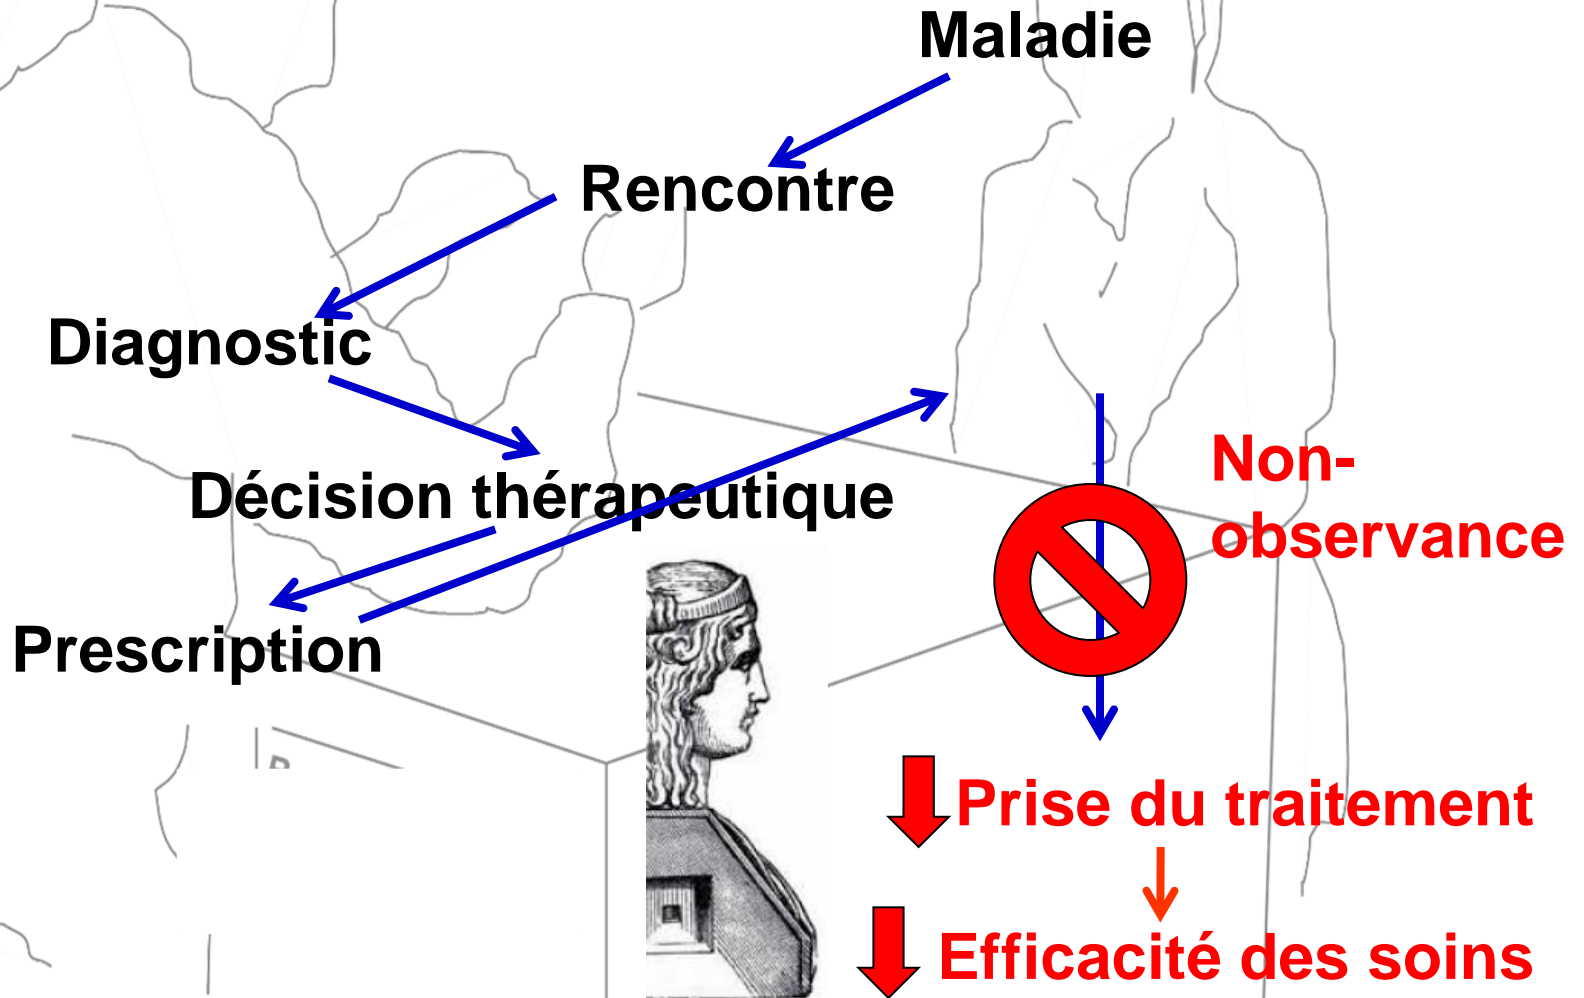 Maladie
Rencontre
Diagnostic
Non-
Décision thérapeutique
observance
Prescription
Prise du traitement
Efficacité des soins